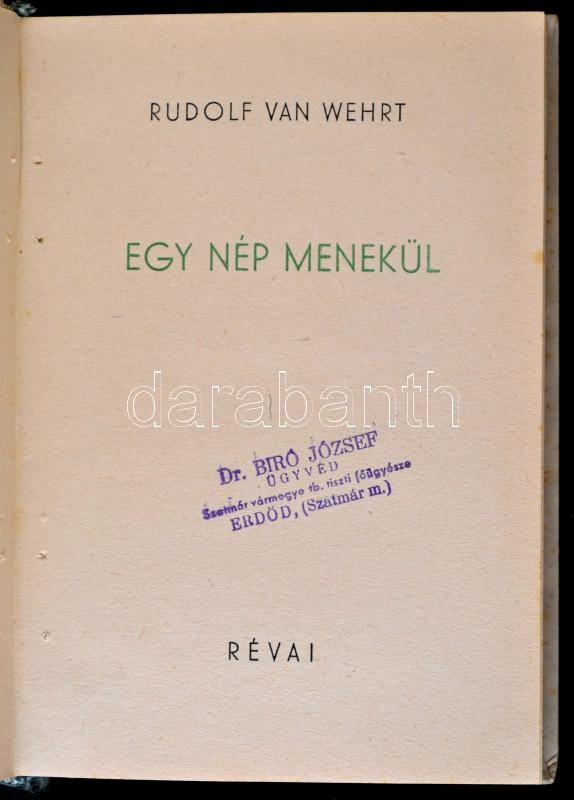 RUDOLF VAN WEHRT
EGY NÉP MENEKÜL
darabanth
Dr. BIRÓ JÓZSEF
ÜGYVÉD
Szatmár vármegye tb. tiszti főügyésze
ERDŐD, (Szatmár m.)
RÉVAI